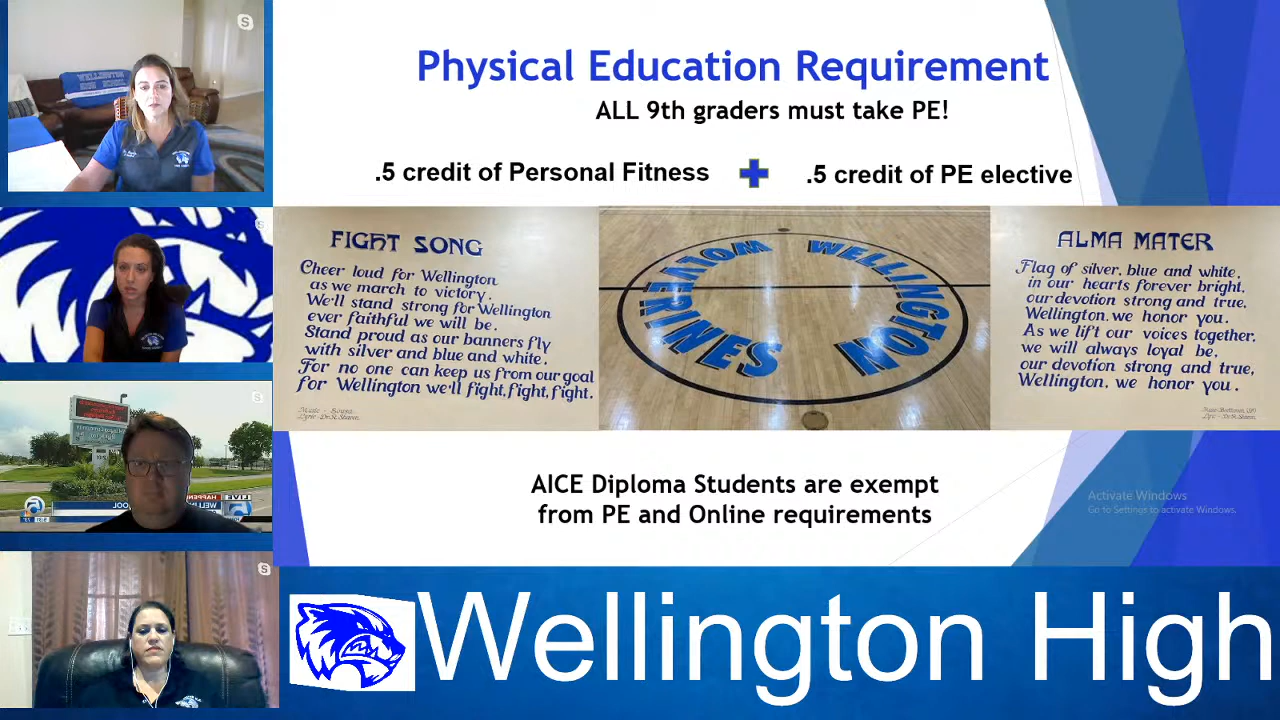 Physical Education Requirement
ALL 9th graders must take PE!
.5 credit of Personal Fitness
.5 credit of PE elective
FIGHT SONG
Cheer loud for Wellington
as we march to victory.
We'll stand strong for Wellington
ever faithful we will be.
Stand proud as our banners fly
with silver and blue and white.
For no one can keep us from our goal
for Wellington we'll fight, fight, fight.
WELLINGTON
WOLVERINES
ALMA MATER
Flag of silver, blue and white,
in our hearts forever bright,
our devotion strong and true,
Wellington, we honor you.
As we lift our voices together,
we will always loyal be,
our devotion strong and true,
Wellington, we honor you.
AICE Diploma Students are exempt
from PE and Online requirements
Activate Windows
Go to Settings to activate Windows.
LIVE
Wellington High